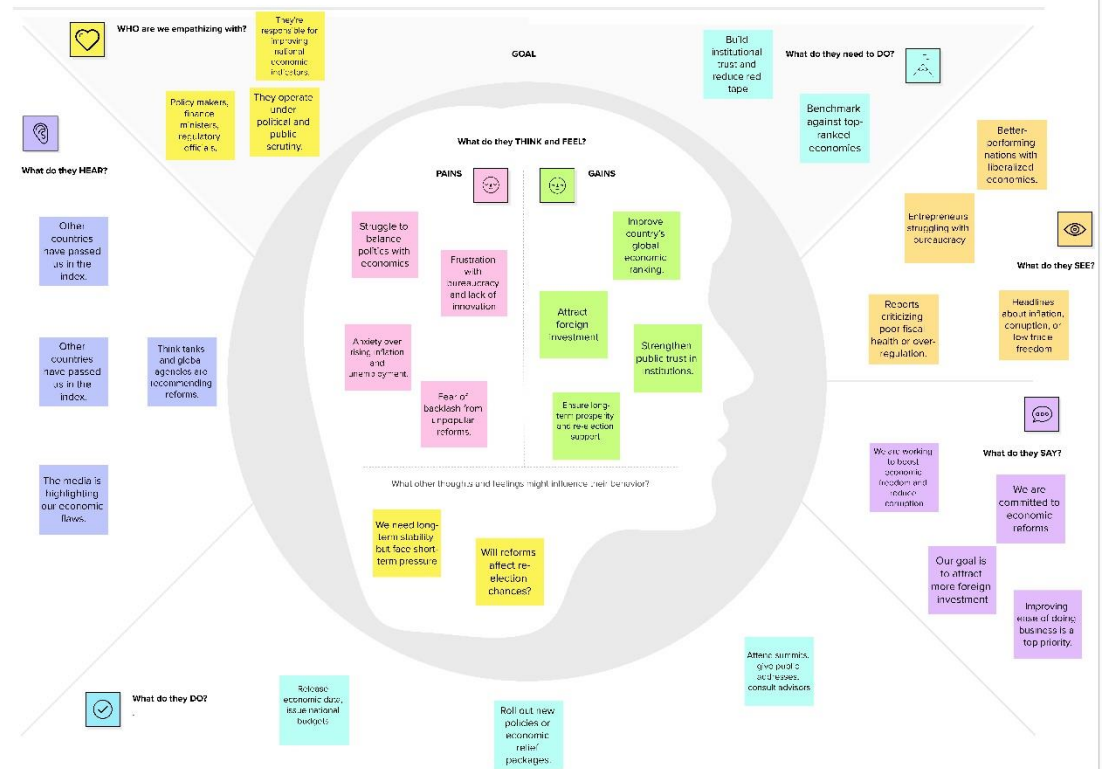 WHO are we empathizing with?
They're
responsible for
improving
national
economic
indicators.
Policy makers,
finance
ministers,
regulatory
officials.
They operate
under
political and
public
scrutiny.
GOAL
Build
institutional
trust and
reduce red
tape
What do they need to DO?
Benchmark
against top-
ranked
economies
What do they HEAR?
Other
countries
have passed
us in the
index.
Other
countries
have passed
us in the
index.
Think tanks
and global
agencies are
recommending
reforms.
The media is
highlighting
our economic
flaws.
What do they THINK and FEEL?
PAINS
Struggle to
balance
politics with
economics
Frustration
with
bureaucracy
and lack of
innovation
Anxiety over
rising inflation
and
unemployment.
Fear of
backlash from
unpopular
reforms.
GAINS
Improve
country's
global
economic
ranking.
Attract
foreign
investment
Strengthen
public trust in
institutions.
Ensure long-
term prosperity
and re-election
support
What other thoughts and feelings might influence their behavior?
We need long-
term stability
but face short-
term pressure
Will reforms
affect re-
election
chances?
Better-
performing
nations with
liberalized
economies.
Entrepreneurs
struggling with
bureaucracy
What do they SEE?
Reports
criticizing
poor fiscal
health or over-
regulation.
Headlines
about inflation,
corruption, or
low trade
freedom
What do they SAY?
We are working
to boost
economic
freedom and
reduce
corruption
We are
committed to
economic
reforms
Our goal is
to attract
more foreign
investment
Improving
ease of doing
business is a
top priority.
What do they DO?
Release
economic data,
issue national
budgets
Roll out new
policies or
economic
relief
packages.
Attend summits,
give public
addresses,
consult advisors